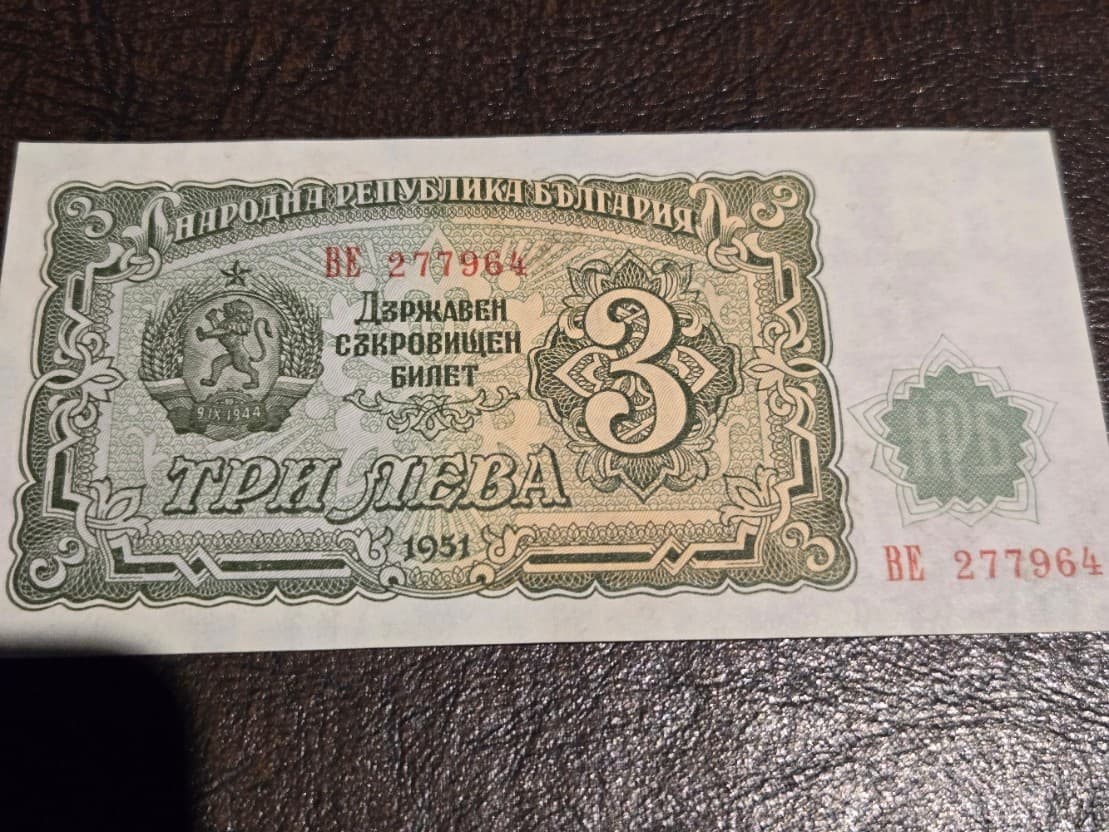 НАРОДНА РЕПУБЛИКА БЪЛГАРИЯ
ВЕ 277964
ДЪРЖАВЕН
СЪКРОВИЩЕН
БИЛЕТ
3
9.IX.1944
ТРИ ЛЕВА
1951
НРБ
ВЕ 277964